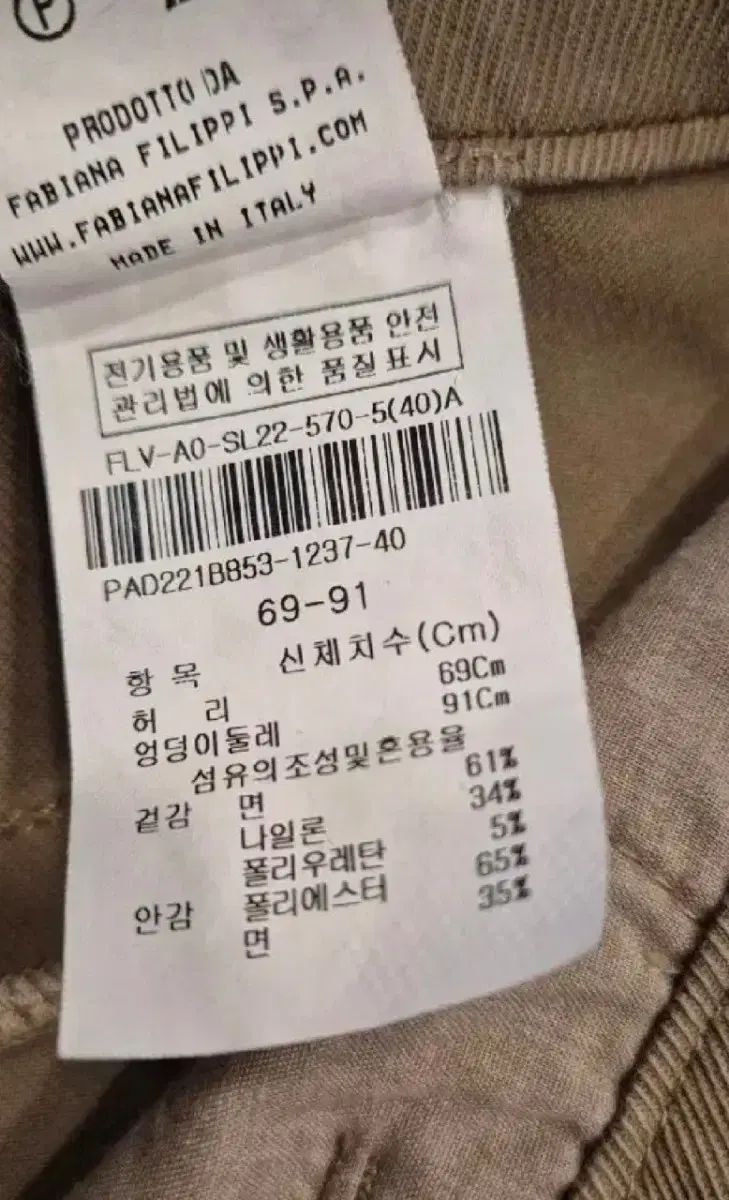 P
PRODOTTO DA
FABIANA FILIPPI S.P.A.
WWW.FABIANAFILIPPI.COM
MADE IN ITALY
전기용품 및 생활용품 안전
관리법에 의한 품질표시
FLV-A0-SL22-570-5(40)A
PAD221B853-1237-40
69-91
항 목 신체치수(Cm)
허 리 69Cm
엉덩이둘레 91Cm
섬유의조성및혼용율
겉감 면 61%
나일론 34%
폴리우레탄 5%
안감 폴리에스터 65%
면 35%